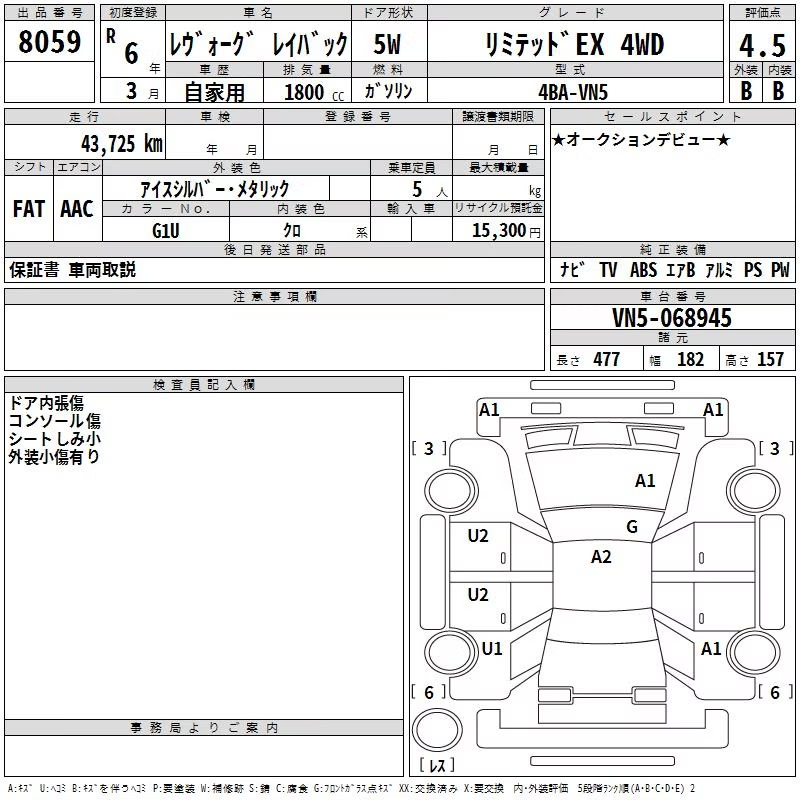 出品番号 初度登録 車名 ドア形状 グレード 評価点
8059 R 6 年 ﾚｳﾞｫｰｸﾞ ﾚｲﾊﾞｯｸ 5W ﾘﾐﾃｯﾄﾞEX 4WD 4.5
車歴 排気量 燃料 型式 外装 内装
3 月 自家用 1800 CC ｶﾞｿﾘﾝ 4BA-VN5 B B
走行 車検 登録番号 譲渡書類期限 セールスポイント
43,725 km 年 月 月 日 ★オークションデビュー★
シフト エアコン 外装色 乗車定員 最大積載量
FAT AAC ｱｲｽｼﾙﾊﾞｰ・ﾒﾀﾘｯｸ 5 人 kg
カラーNo. 内装色 輸入車 リサイクル預託金
G1U ｸﾛ 系 15,300 円
後日発送部品 純正装備
保証書 車両取説 ﾅﾋﾞ TV ABS ｴｱB ｱﾙﾐ PS PW
注意事項欄 車台番号
VN5-068945
諸元
長さ 477 幅 182 高さ 157
検査員記入欄
ドア内張傷
コンソール傷
シートしみ小
外装小傷有り
A1 A1
[ 3 ] [ 3 ]
A1
G
U2 A2
U2
U1 A1
[ 6 ] [ 6 ]
事務局よりご案内
[ ﾚｽ ]
A:ｷｽﾞ U:ﾍｺﾐ B:ｷｽﾞを伴うﾍｺﾐ P:要塗装 W:補修跡 S:錆 C:腐食 G:ﾌﾛﾝﾄｶﾞﾗｽ点ｷｽﾞ XX:交換済み X:要交換 内・外装評価 5段階ﾗﾝｸ順(A・B・C・D・E) 2